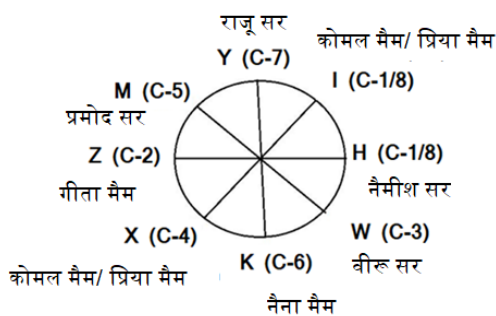 राजू सर
Y (C-7)
कोमल मैम/ प्रिया मैम
I (C-1/8)
M (C-5)
प्रमोद सर
Z (C-2)
गीता मैम
H (C-1/8)
नैमीश सर
X (C-4)
कोमल मैम/ प्रिया मैम
W (C-3)
वीरू सर
K (C-6)
नैना मैम